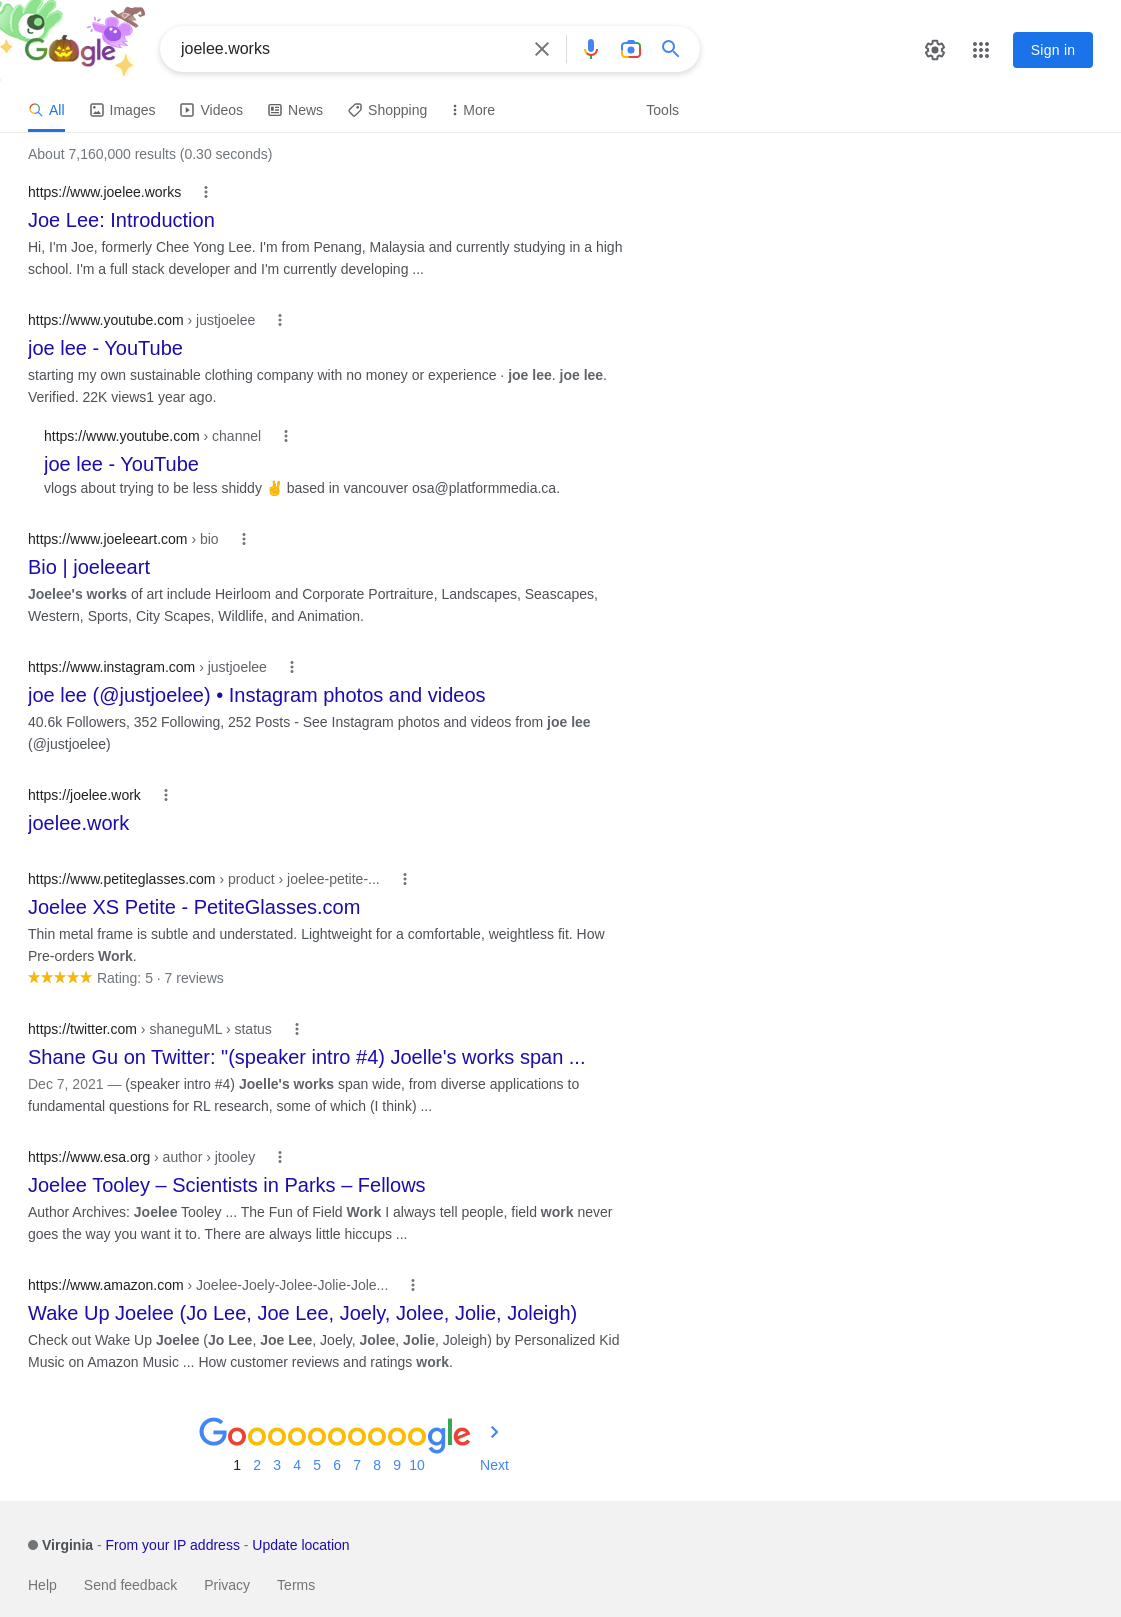 Google
joelee.works
Sign in
All Images Videos News Shopping More Tools
About 7,160,000 results (0.30 seconds)
https://www.joelee.works
Joe Lee: Introduction
Hi, I'm Joe, formerly Chee Yong Lee. I'm from Penang, Malaysia and currently studying in a high
school. I'm a full stack developer and I'm currently developing ...
https://www.youtube.com › justjoelee
joe lee - YouTube
starting my own sustainable clothing company with no money or experience · joe lee. joe lee.
Verified. 22K views1 year ago.
https://www.youtube.com › channel
joe lee - YouTube
vlogs about trying to be less shiddy ✌️ based in vancouver osa@platformmedia.ca.
https://www.joeleeart.com › bio
Bio | joeleeart
Joelee's works of art include Heirloom and Corporate Portraiture, Landscapes, Seascapes,
Western, Sports, City Scapes, Wildlife, and Animation.
https://www.instagram.com › justjoelee
joe lee (@justjoelee) • Instagram photos and videos
40.6k Followers, 352 Following, 252 Posts - See Instagram photos and videos from joe lee
(@justjoelee)
https://joelee.work
joelee.work
https://www.petiteglasses.com › product › joelee-petite-...
Joelee XS Petite - PetiteGlasses.com
Thin metal frame is subtle and understated. Lightweight for a comfortable, weightless fit. How
Pre-orders Work.
★★★★★ Rating: 5 · 7 reviews
https://twitter.com › shaneguML › status
Shane Gu on Twitter: "(speaker intro #4) Joelle's works span ...
Dec 7, 2021 — (speaker intro #4) Joelle's works span wide, from diverse applications to
fundamental questions for RL research, some of which (I think) ...
https://www.esa.org › author › jtooley
Joelee Tooley – Scientists in Parks – Fellows
Author Archives: Joelee Tooley ... The Fun of Field Work I always tell people, field work never
goes the way you want it to. There are always little hiccups ...
https://www.amazon.com › Joelee-Joely-Jolee-Jolie-Jole...
Wake Up Joelee (Jo Lee, Joe Lee, Joely, Jolee, Jolie, Joleigh)
Check out Wake Up Joelee (Jo Lee, Joe Lee, Joely, Jolee, Jolie, Joleigh) by Personalized Kid
Music on Amazon Music ... How customer reviews and ratings work.
Goooooooooogle
1 2 3 4 5 6 7 8 9 10 Next
Virginia - From your IP address - Update location
Help Send feedback Privacy Terms